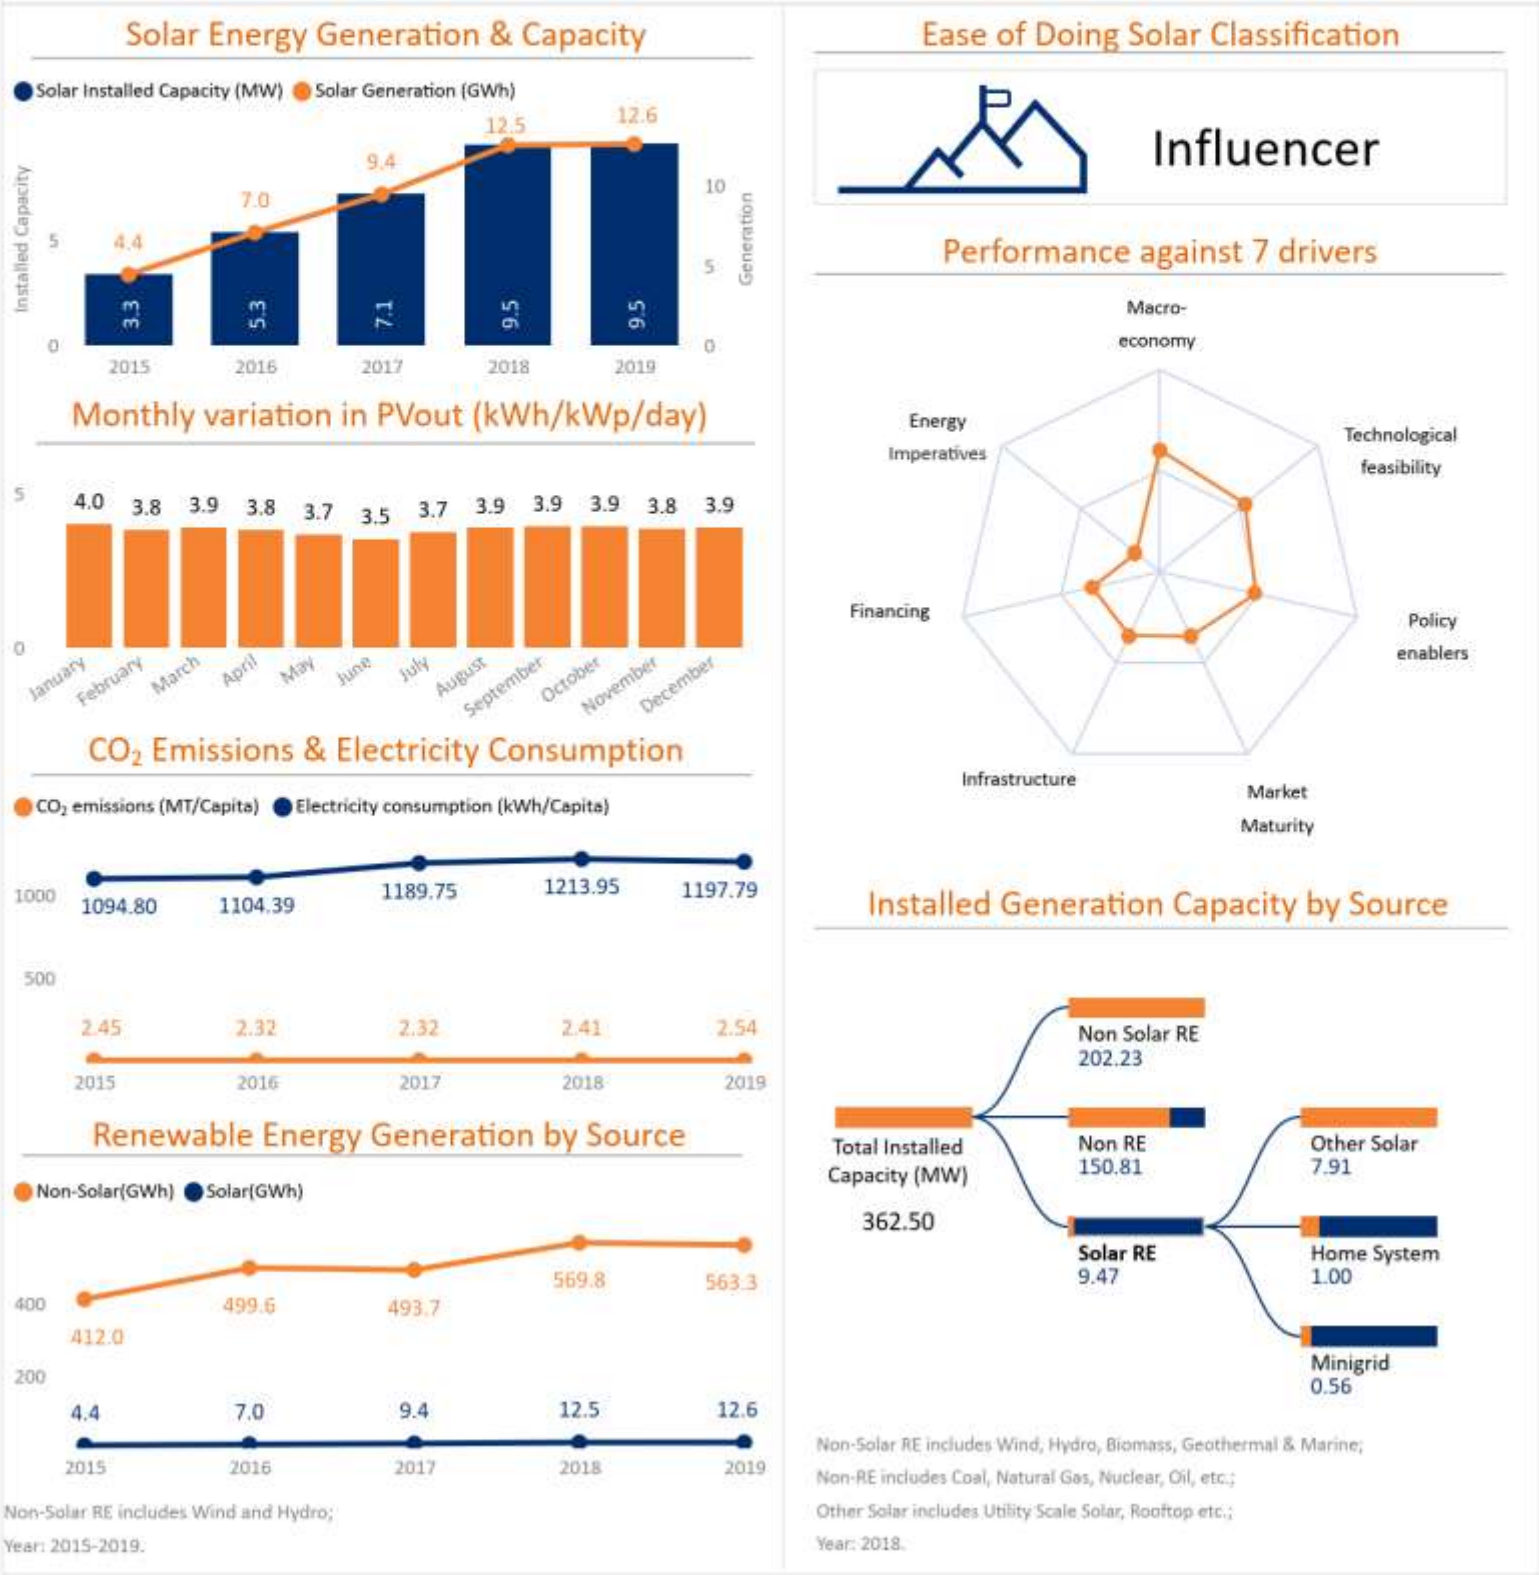 Solar Energy Generation & Capacity
Solar Installed Capacity (MW) Solar Generation (GWh)
Installed Capacity
5
0
4.4
7.0
9.4
12.5
12.6
3.3
5.3
7.1
9.5
9.5
10
5
0
Generation
2015 2016 2017 2018 2019
Monthly variation in PVout (kWh/kWp/day)
5
0
4.0 3.8 3.9 3.8 3.7 3.5 3.7 3.9 3.9 3.9 3.8 3.9
January February March April May June July August September October November December
CO₂ Emissions & Electricity Consumption
CO₂ emissions (MT/Capita) Electricity consumption (kWh/Capita)
1000
500
1094.80 1104.39 1189.75 1213.95 1197.79
2.45 2.32 2.32 2.41 2.54
2015 2016 2017 2018 2019
Renewable Energy Generation by Source
Non-Solar(GWh) Solar(GWh)
400
200
412.0 499.6 493.7 569.8 563.3
4.4 7.0 9.4 12.5 12.6
2015 2016 2017 2018 2019
Non-Solar RE includes Wind and Hydro;
Year: 2015-2019.
Ease of Doing Solar Classification
Influencer
Performance against 7 drivers
Macro-
economy
Technological
feasibility
Policy
enablers
Market
Maturity
Infrastructure
Financing
Energy
Imperatives
Installed Generation Capacity by Source
Total Installed
Capacity (MW)
362.50
Non Solar RE
202.23
Non RE
150.81
Solar RE
9.47
Other Solar
7.91
Home System
1.00
Minigrid
0.56
Non-Solar RE includes Wind, Hydro, Biomass, Geothermal & Marine;
Non-RE includes Coal, Natural Gas, Nuclear, Oil, etc.;
Other Solar includes Utility Scale Solar, Rooftop etc.;
Year: 2018.